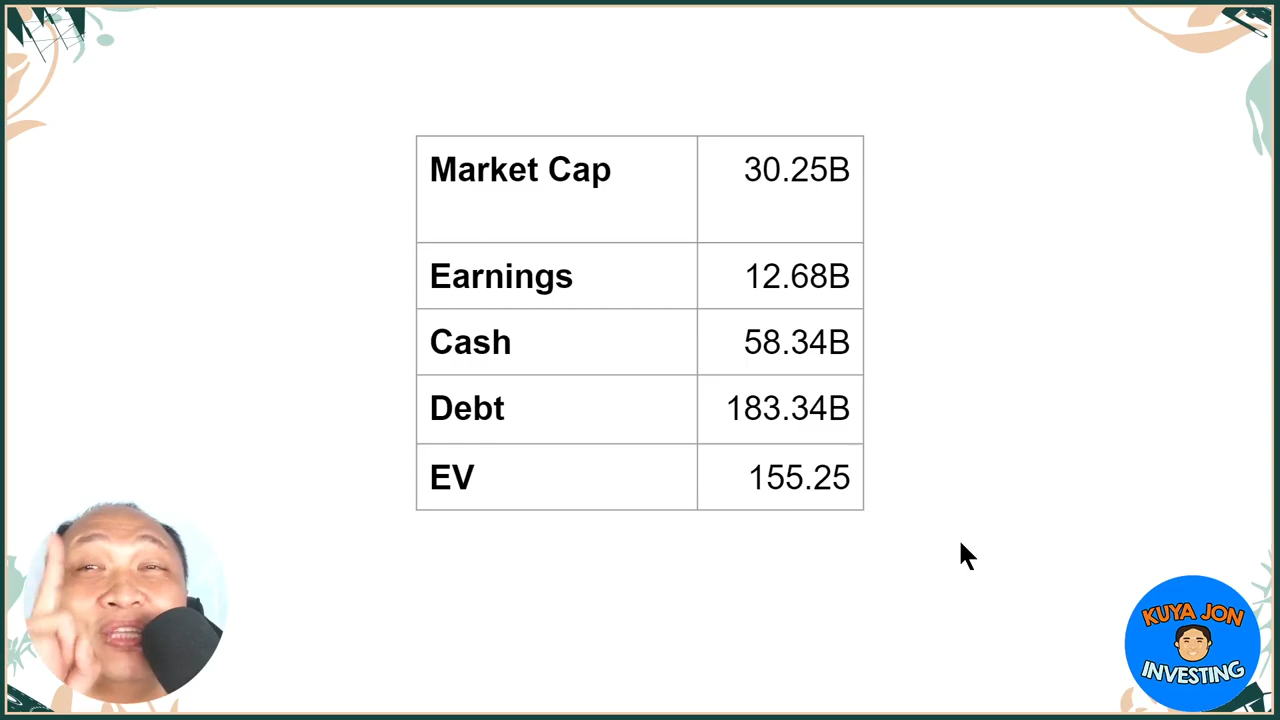 Market Cap 30.25B
Earnings 12.68B
Cash 58.34B
Debt 183.34B
EV 155.25
KUYA JON
INVESTING